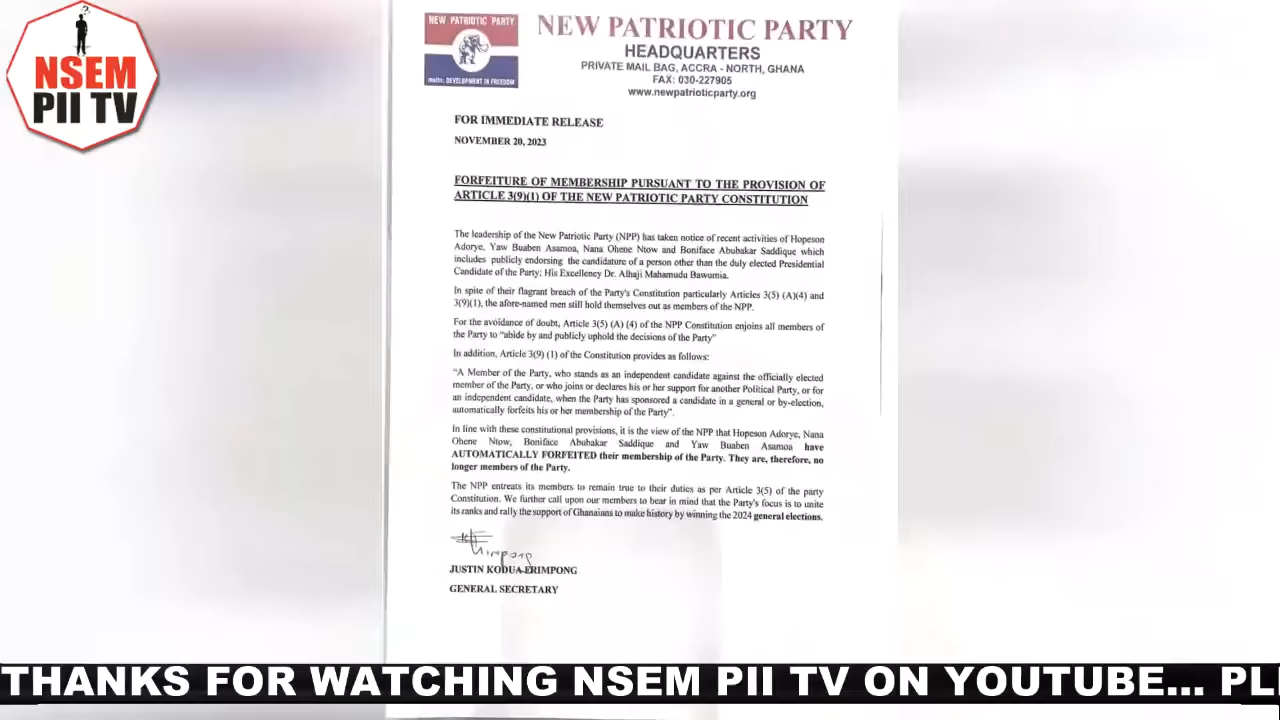 NSEM
PII TV
NEW PATRIOTIC PARTY
motto: DEVELOPMENT IN FREEDOM
NEW PATRIOTIC PARTY
HEADQUARTERS
PRIVATE MAIL BAG, ACCRA - NORTH, GHANA
FAX: 030-227905
www.newpatrioticparty.org
FOR IMMEDIATE RELEASE
NOVEMBER 20, 2023
FORFEITURE OF MEMBERSHIP PURSUANT TO THE PROVISION OF
ARTICLE 3(9)(1) OF THE NEW PATRIOTIC PARTY CONSTITUTION
The leadership of the New Patriotic Party (NPP) has taken notice of recent activities of Hopeson
Adorye, Yaw Buaben Asamoa, Nana Ohene Ntow and Boniface Abubakar Saddique which
includes publicly endorsing the candidature of a person other than the duly elected Presidential
Candidate of the Party; His Excellency Dr. Alhaji Mahamudu Bawumia.
In spite of their flagrant breach of the Party's Constitution particularly Articles 3(5) (A)(4) and
3(9)(1), the afore-named men still hold themselves out as members of the NPP.
For the avoidance of doubt, Article 3(5) (A) (4) of the NPP Constitution enjoins all members of
the Party to "abide by and publicly uphold the decisions of the Party"
In addition, Article 3(9) (1) of the Constitution provides as follows:
"A Member of the Party, who stands as an independent candidate against the officially elected
member of the Party, or who joins or declares his or her support for another Political Party, or for
an independent candidate, when the Party has sponsored a candidate in a general or by-election,
automatically forfeits his or her membership of the Party".
In line with these constitutional provisions, it is the view of the NPP that Hopeson Adorye, Nana
Ohene Ntow, Boniface Abubakar Saddique and Yaw Buaben Asamoa have
AUTOMATICALLY FORFEITED their membership of the Party. They are, therefore, no
longer members of the Party.
The NPP entreats its members to remain true to their duties as per Article 3(5) of the party
Constitution. We further call upon our members to bear in mind that the Party's focus is to unite
its ranks and rally the support of Ghanaians to make history by winning the 2024 general elections.
JUSTIN KODUA FRIMPONG
GENERAL SECRETARY
THANKS FOR WATCHING NSEM PII TV ON YOUTUBE... PL